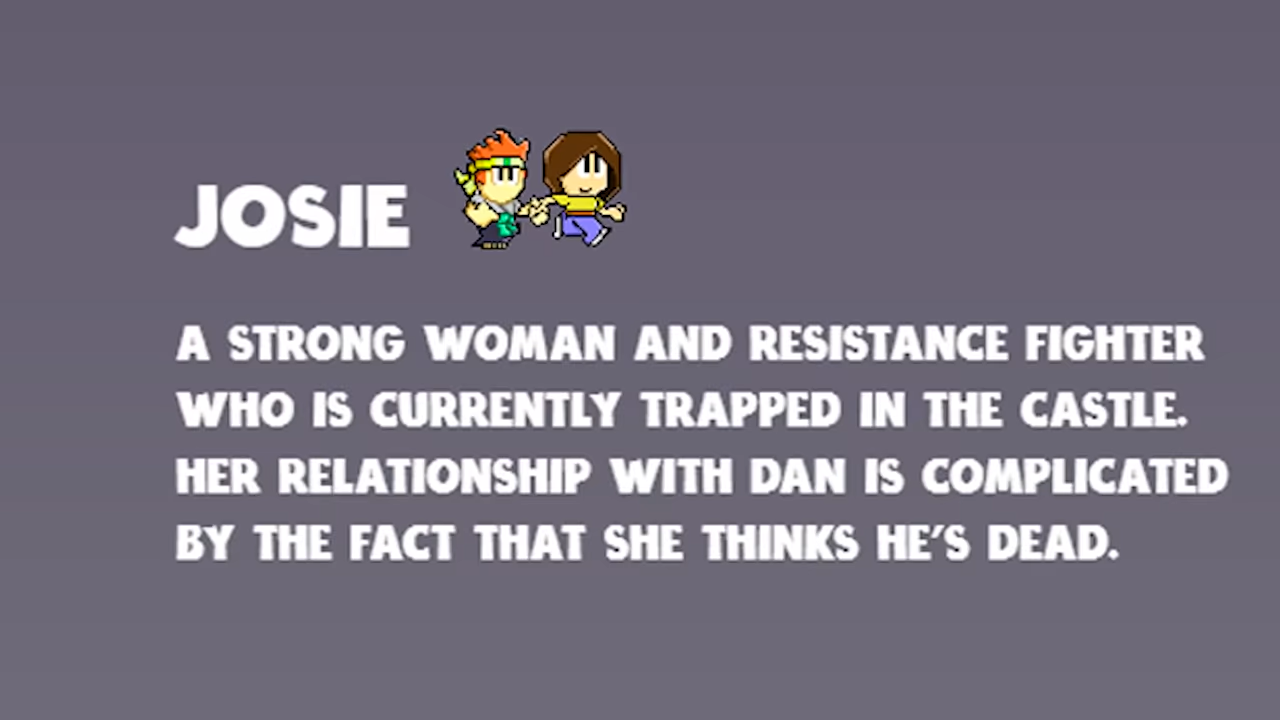 JOSIE
A STRONG WOMAN AND RESISTANCE FIGHTER
WHO IS CURRENTLY TRAPPED IN THE CASTLE.
HER RELATIONSHIP WITH DAN IS COMPLICATED
BY THE FACT THAT SHE THINKS HE'S DEAD.